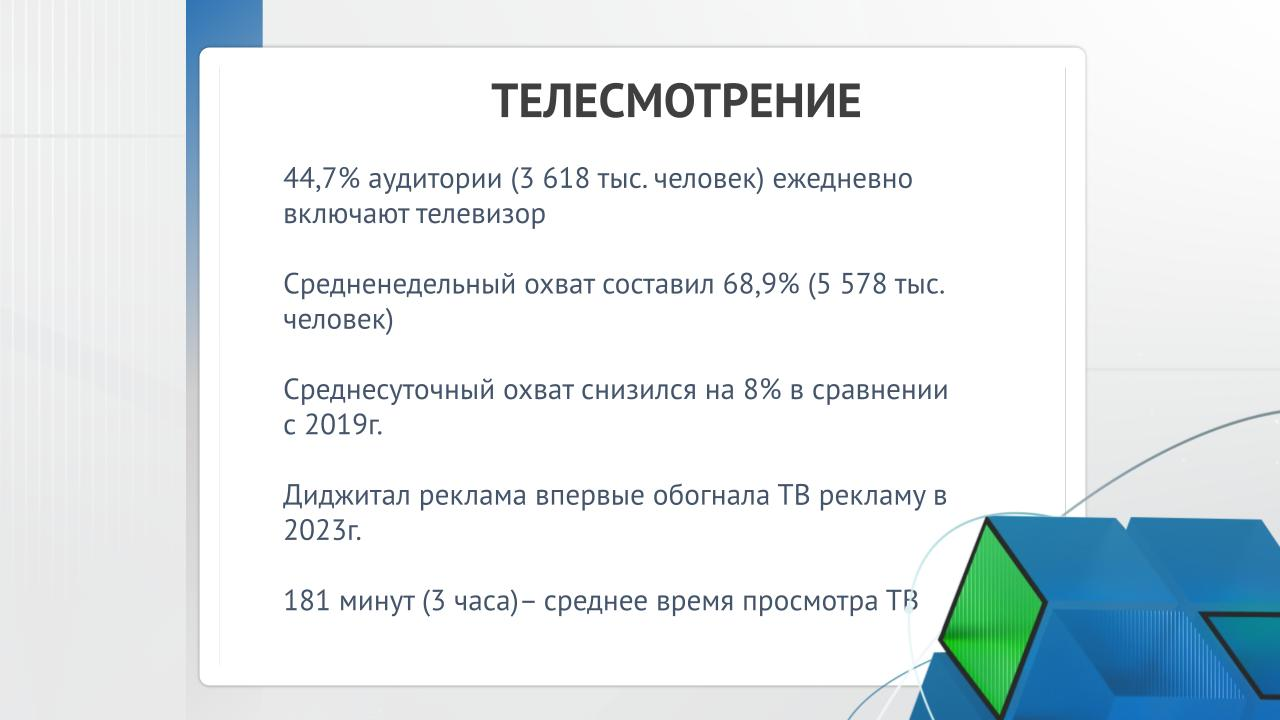 ТЕЛЕСМОТРЕНИЕ
44,7% аудитории (3 618 тыс. человек) ежедневно
включают телевизор
Средненедельный охват составил 68,9% (5 578 тыс.
человек)
Среднесуточный охват снизился на 8% в сравнении
с 2019г.
Диджитал реклама впервые обогнала ТВ рекламу в
2023г.
181 минут (3 часа)– среднее время просмотра ТВ